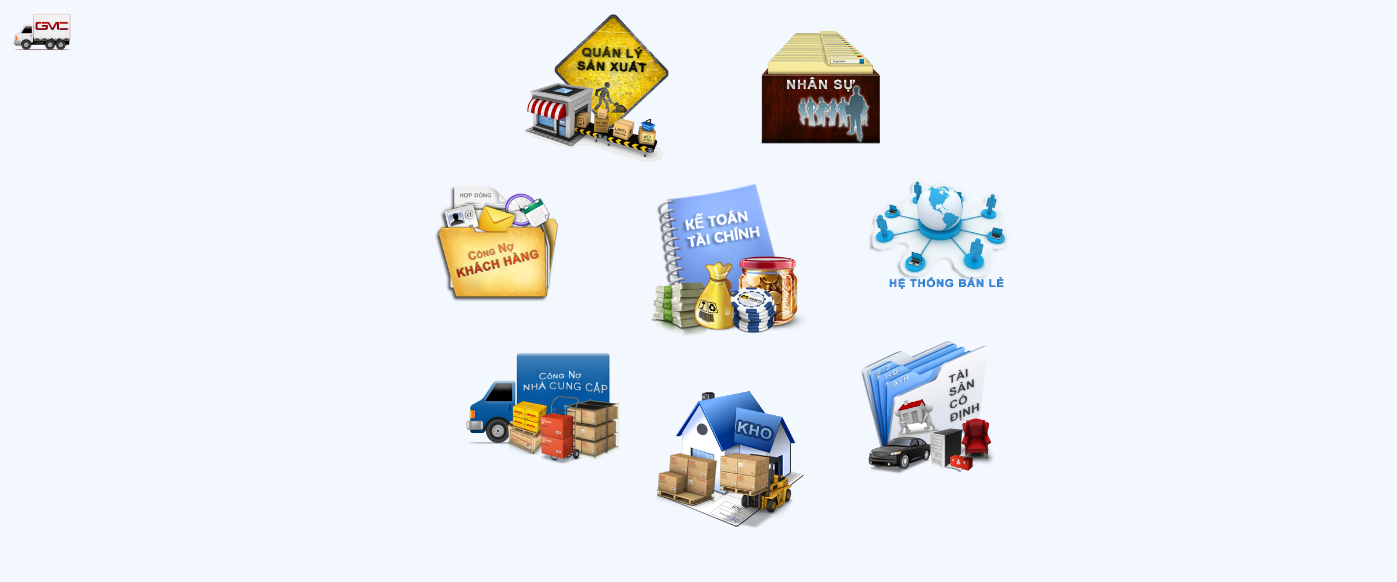 GMC
QUẢN LÝ
SẢN XUẤT
NHÂN SỰ
HỢP ĐỒNG
CÔNG NỢ
KHÁCH HÀNG
KẾ TOÁN
TÀI CHÍNH
HỆ THỐNG BÁN LẺ
CÔNG NỢ
NHÀ CUNG CẤP
KHO
A-H
TÀI
SẢN
CỐ
ĐỊNH